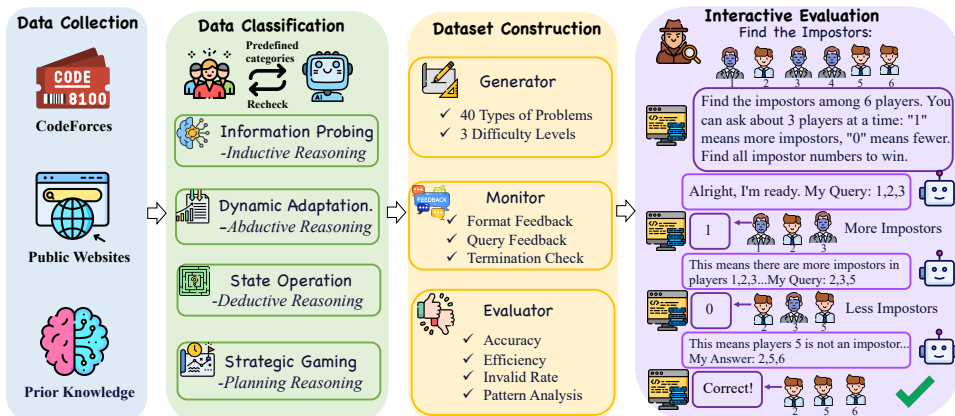 Data Collection
CODE
8100
CodeForces
Public Websites
Prior Knowledge
Data Classification
Predefined
categories
Recheck
AI
Information Probing
-Inductive Reasoning
Dynamic Adaptation.
-Abductive Reasoning
State Operation
-Deductive Reasoning
Strategic Gaming
-Planning Reasoning
Dataset Construction
Generator
✓ 40 Types of Problems
✓ 3 Difficulty Levels
FEEDBACK
Monitor
✓ Format Feedback
✓ Query Feedback
✓ Termination Check
Evaluator
✓ Accuracy
✓ Efficiency
✓ Invalid Rate
✓ Pattern Analysis
Interactive Evaluation
Find the Impostors:
1 2 3 4 5 6
Find the impostors among 6 players. You
can ask about 3 players at a time: "1"
means more impostors, "0" means fewer.
Find all impostor numbers to win.
Alright, I'm ready. My Query: 1,2,3
1
1 2 3
More Impostors
This means there are more impostors in
players 1,2,3...My Query: 2,3,5
0
2 3 5
Less Impostors
This means players 5 is not an impostor...
My Answer: 2,5,6
Correct!
5 6